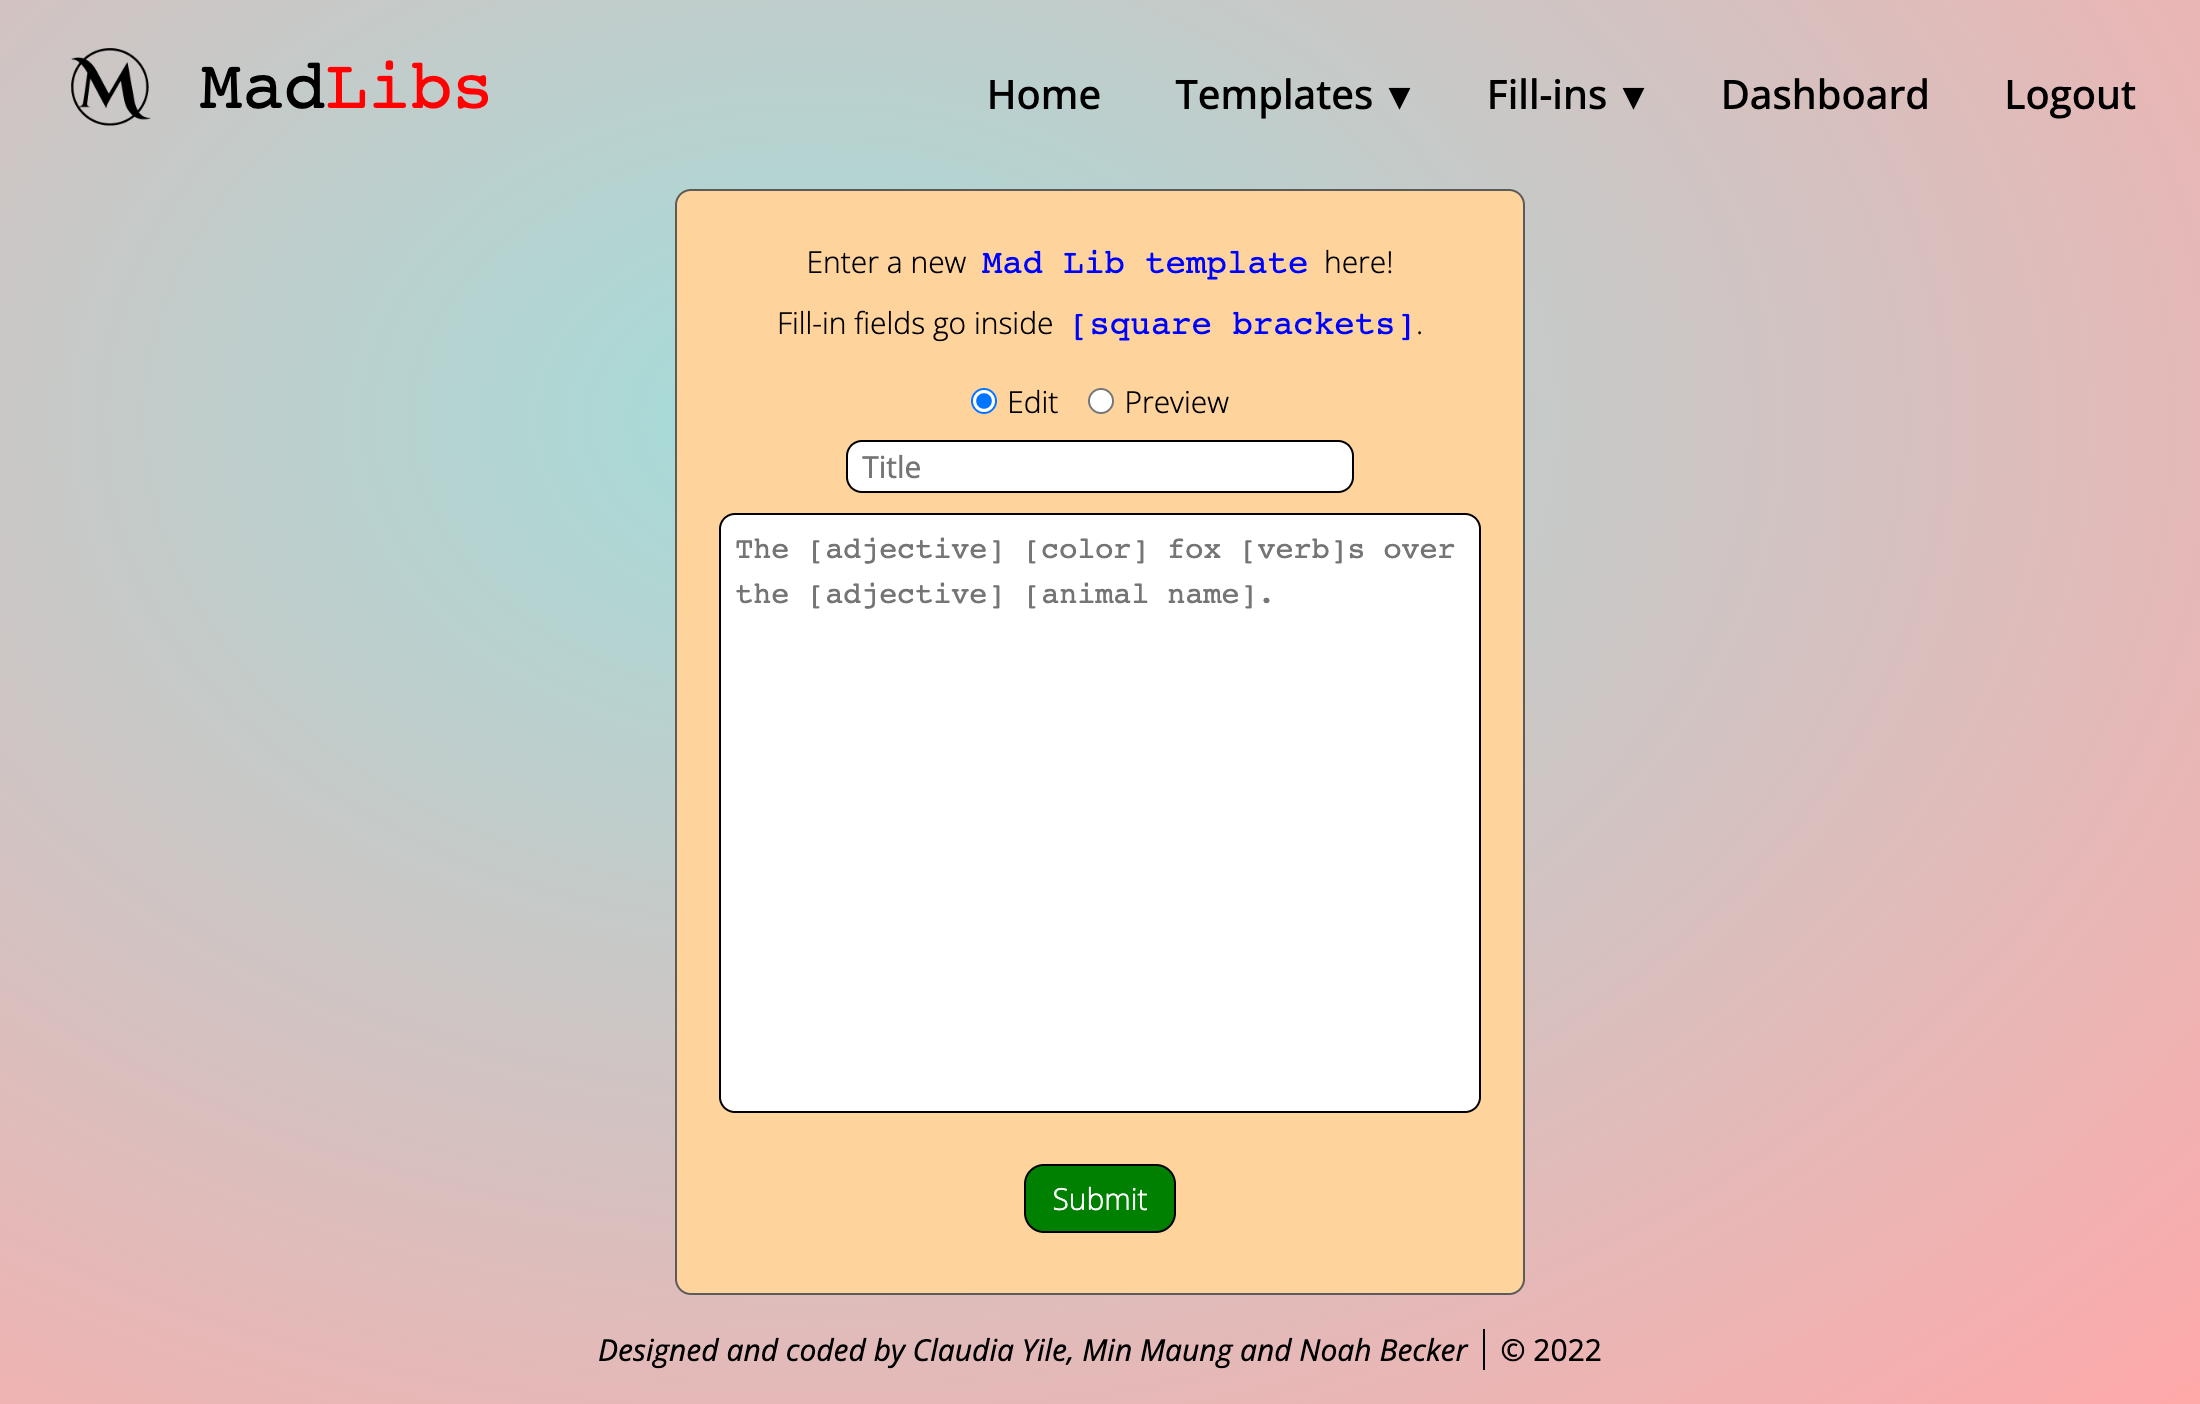 M MadLibs Home Templates ▼ Fill-ins ▼ Dashboard Logout
Enter a new Mad Lib template here!
Fill-in fields go inside [square brackets].
Edit Preview
Title
The [adjective] [color] fox [verb]s over
the [adjective] [animal name].
Submit
Designed and coded by Claudia Yile, Min Maung and Noah Becker | © 2022